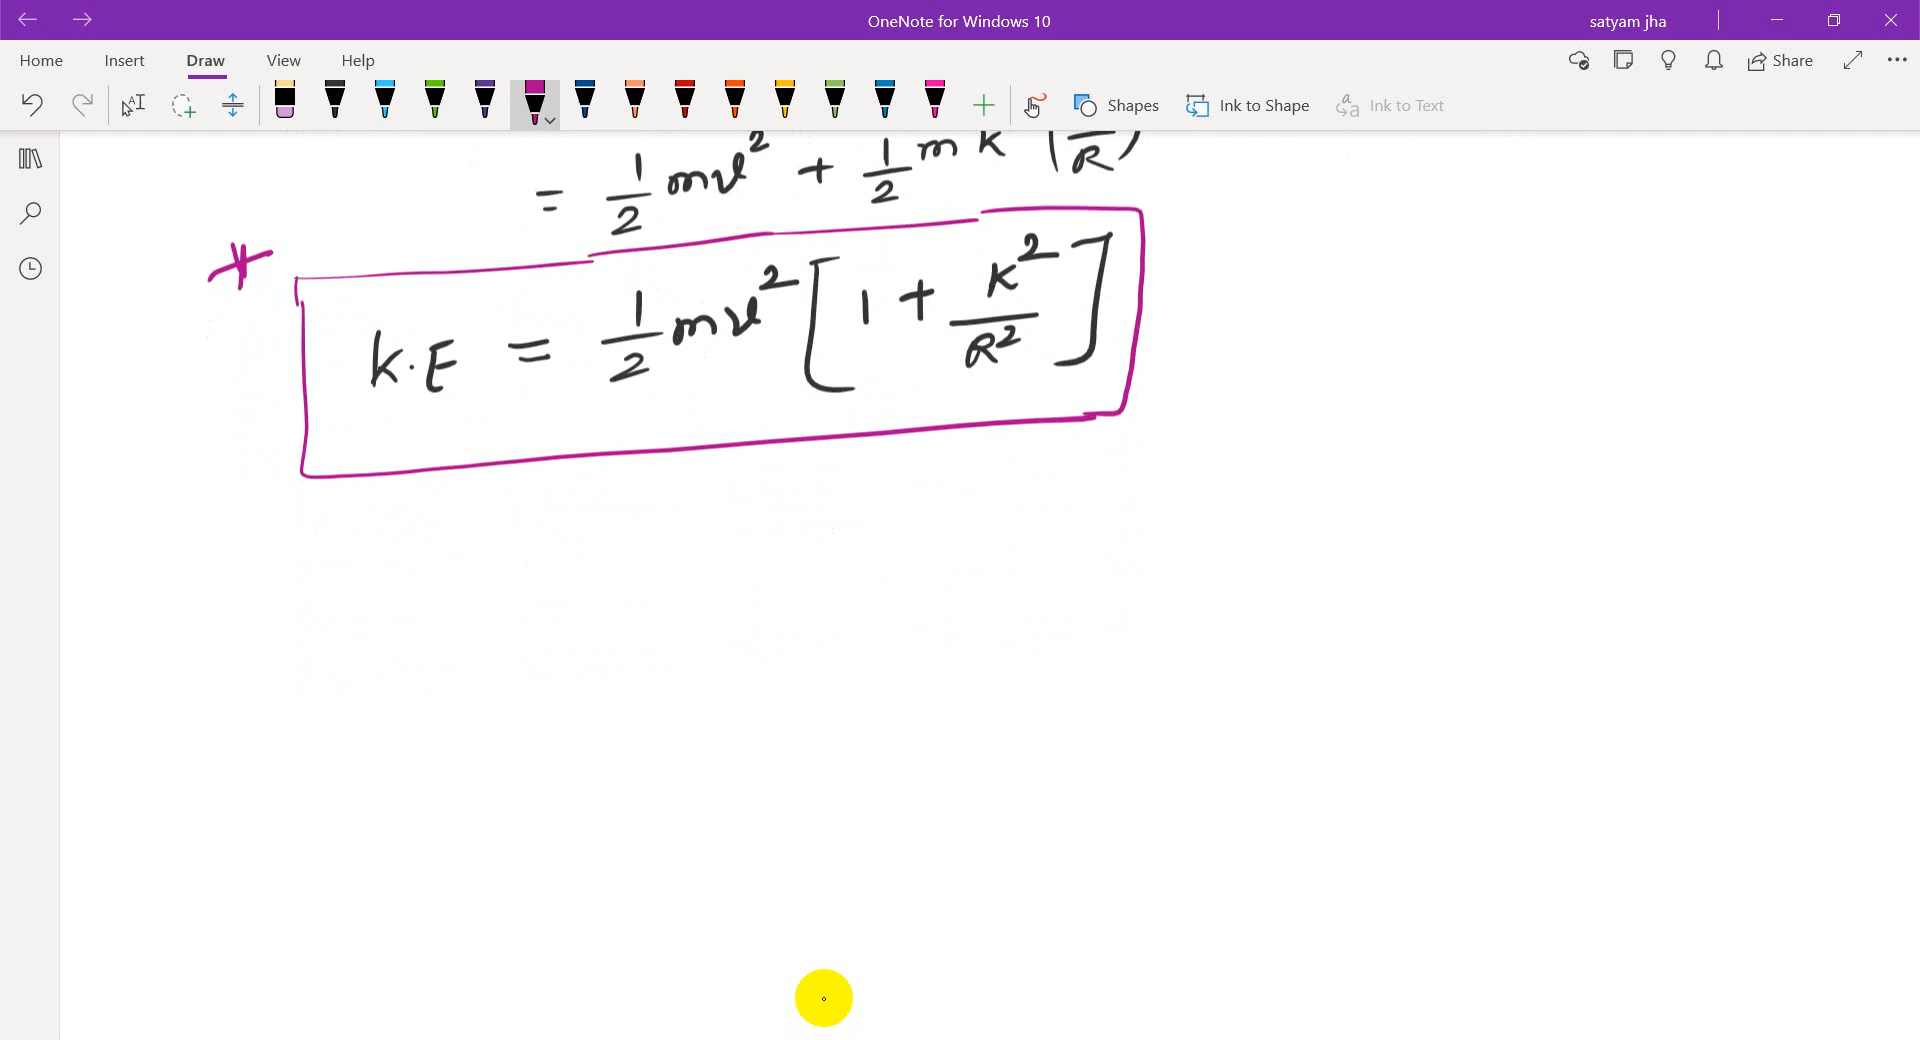 OneNote for Windows 10
satyam jha
Home Insert Draw View Help
Share
Shapes Ink to Shape Ink to Text
= 1/2 mv² + 1/2 m K ( /R)
* K.E = 1/2 mv² [1 + K²/R²]